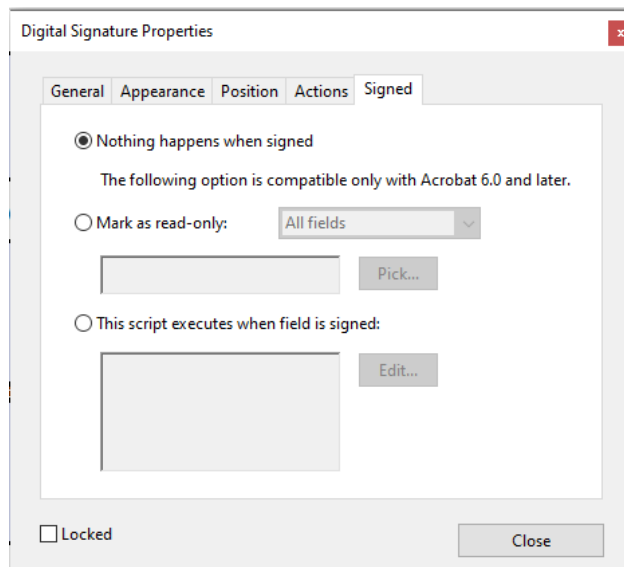 Digital Signature Properties
x
General Appearance Position Actions Signed
Nothing happens when signed
The following option is compatible only with Acrobat 6.0 and later.
Mark as read-only: All fields
Pick...
This script executes when field is signed:
Edit...
Locked
Close